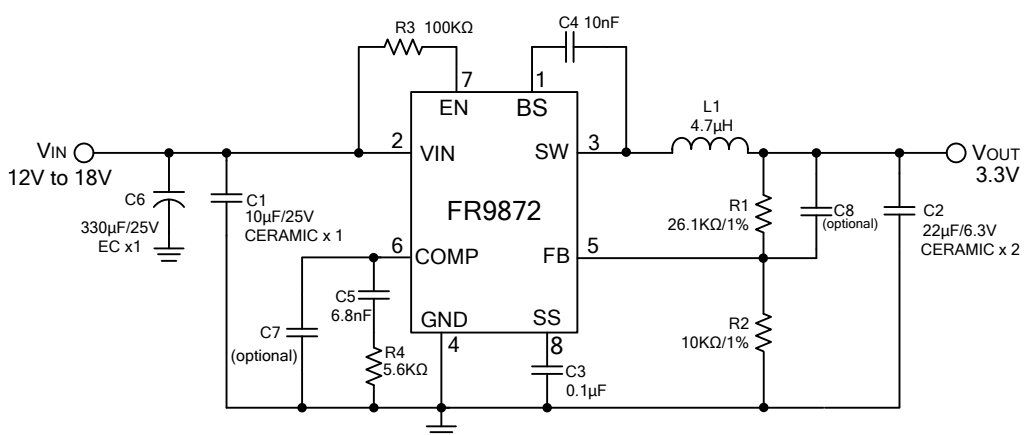 C4 10nF
R3 100KΩ
7
1
EN
BS
L1
4.7μH
VIN
12V to 18V
2
VIN
SW
3
VOUT
3.3V
C6
330μF/25V
EC x1
C1
10μF/25V
CERAMIC x 1
FR9872
R1
26.1KΩ/1%
C8
(optional)
C2
22μF/6.3V
CERAMIC x 2
6
COMP
FB
5
C5
6.8nF
C7
(optional)
R4
5.6KΩ
GND
4
SS
8
C3
0.1μF
R2
10KΩ/1%